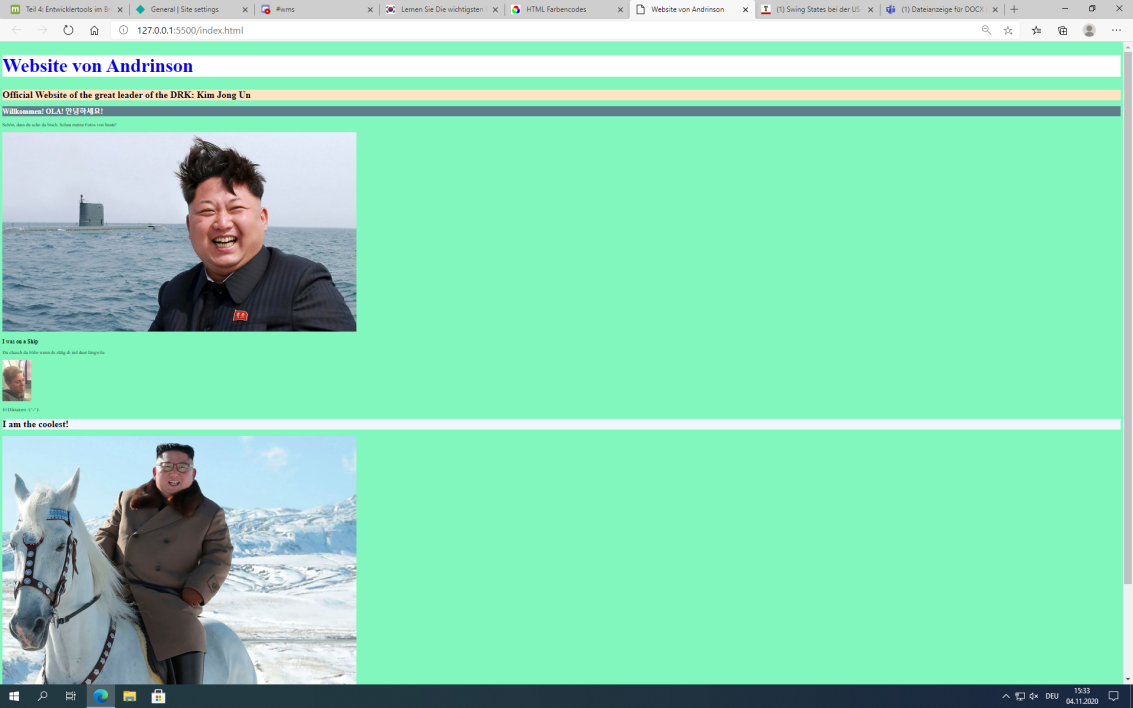 Teil 4: Entwicklertools im Br
General | Site settings
#wms
Lernen Sie Die wichtigsten
HTML Farbencodes
Website von Andrinson
(1) Swing States bei der US-
(1) Dateianzeige für DOCX-
127.0.0.1:5500/index.html
Website von Andrinson
Official Website of the great leader of the DRK: Kim Jong Un
Willkommen! OLA! 안녕하세요!
I was on a Ship
I am the coolest!
DEU
15:33
04.11.2020